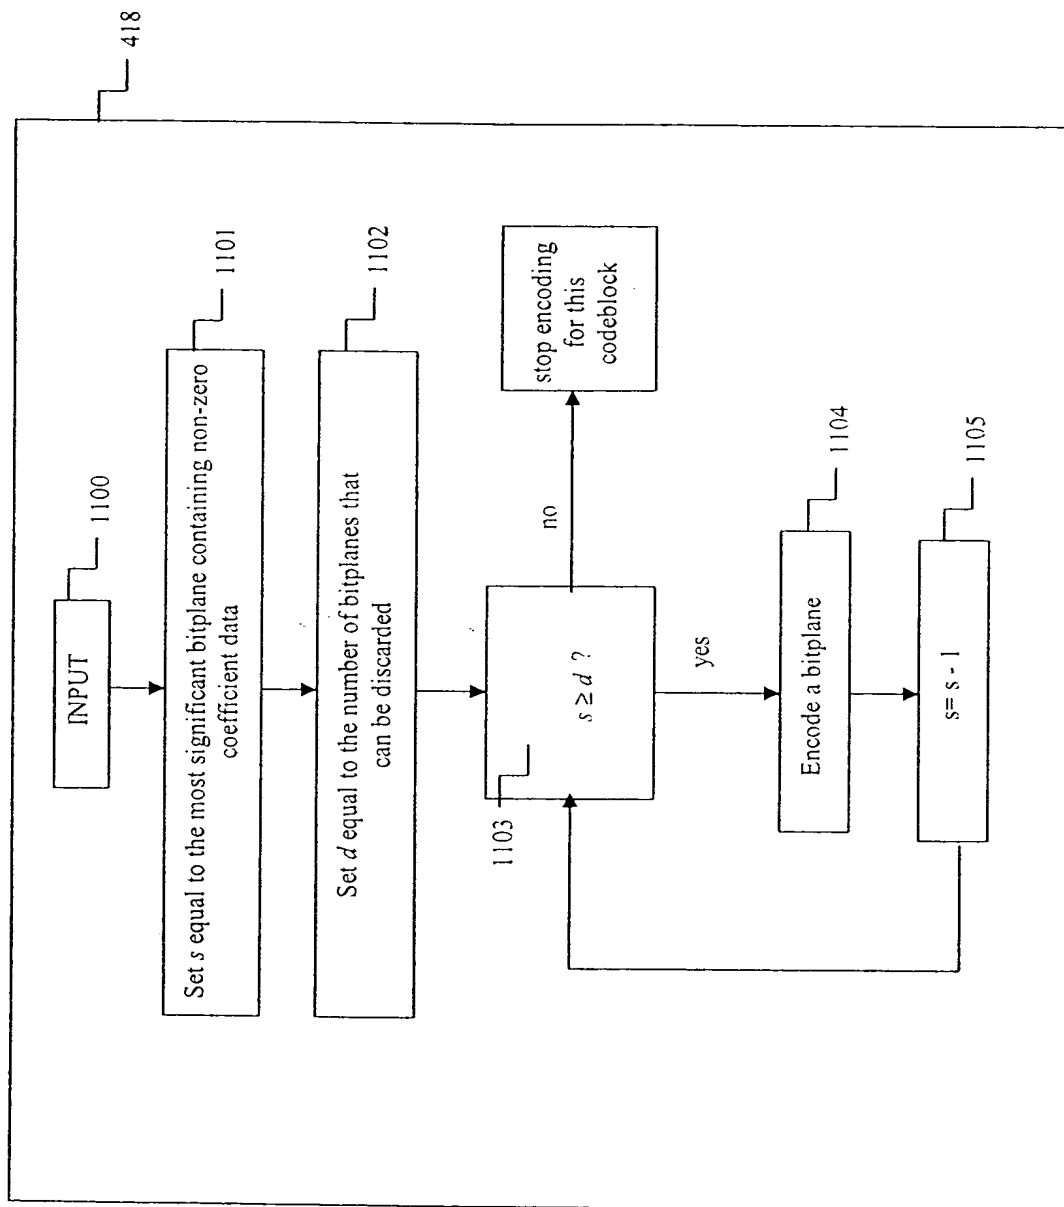 418
INPUT
1100
Set s equal to the most significant bitplane containing non-zero
coefficient data
1101
Set d equal to the number of bitplanes that
can be discarded
1102
1103
s ≥ d ?
no
stop encoding
for this
codeblock
yes
Encode a bitplane
1104
s= s - 1
1105